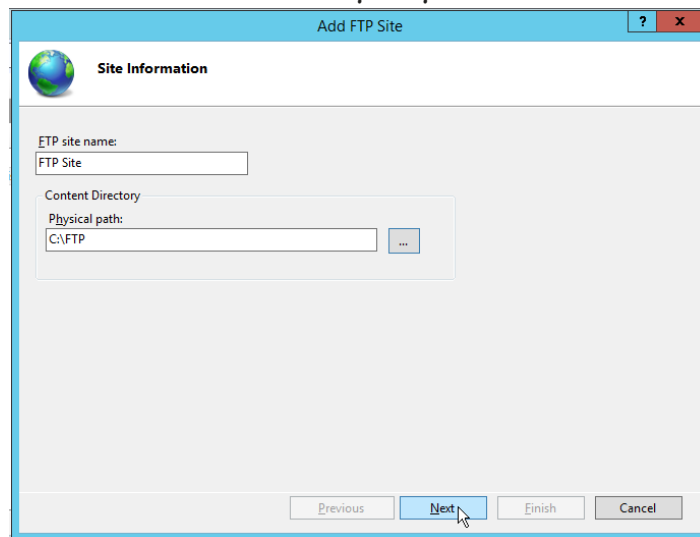 Add FTP Site
? x
Site Information
FTP site name:
FTP Site
Content Directory
Physical path:
C:\FTP
...
Previous
Next
Finish
Cancel